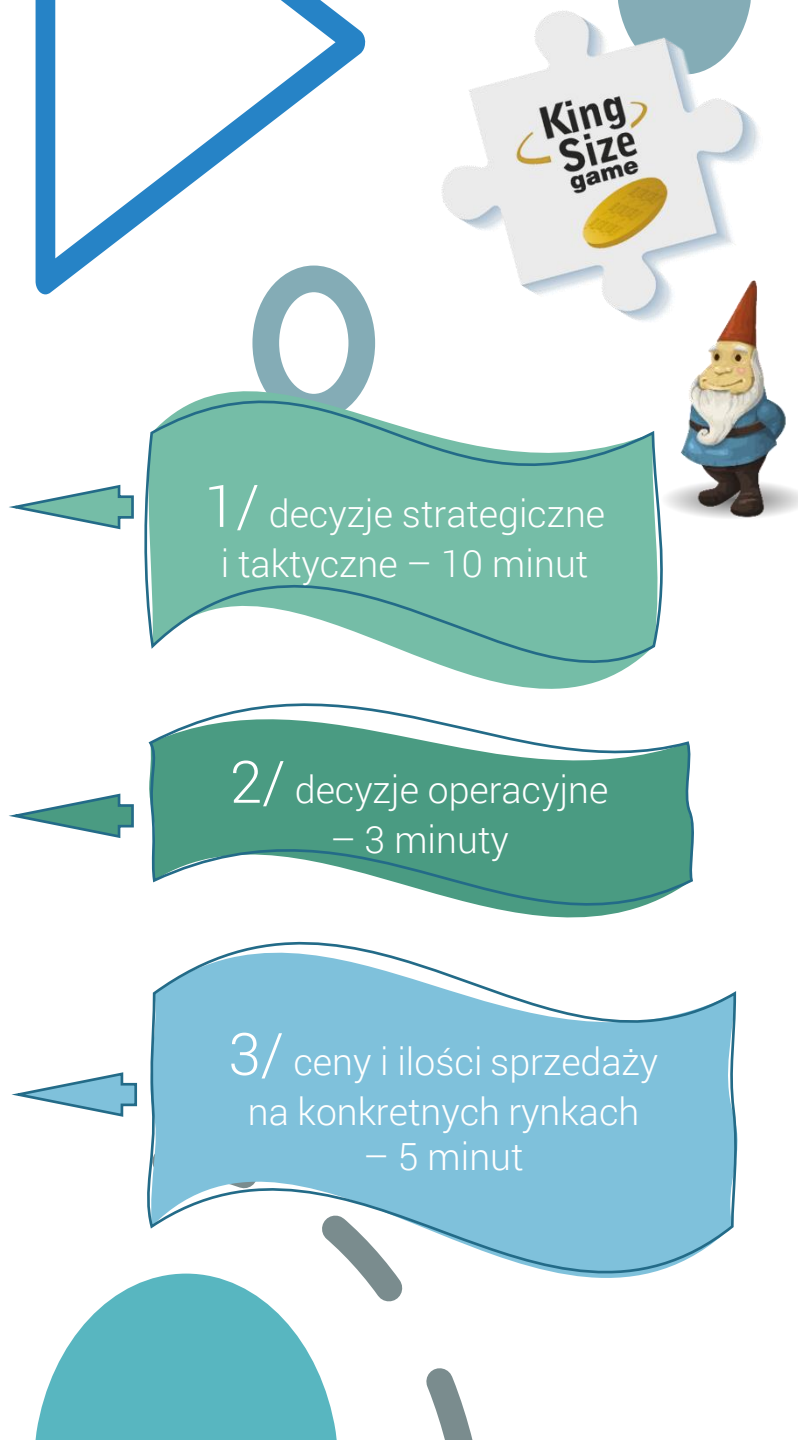 King
Size
game
1/ decyzje strategiczne
i taktyczne – 10 minut
2/ decyzje operacyjne
– 3 minuty
3/ ceny i ilości sprzedaży
na konkretnych rynkach
– 5 minut